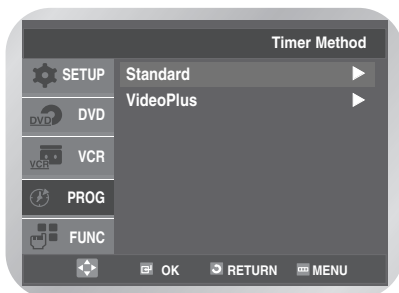 Timer Method
SETUP
Standard
DVD
DVD
VideoPlus
VCR
VCR
PROG
FUNC
OK RETURN MENU